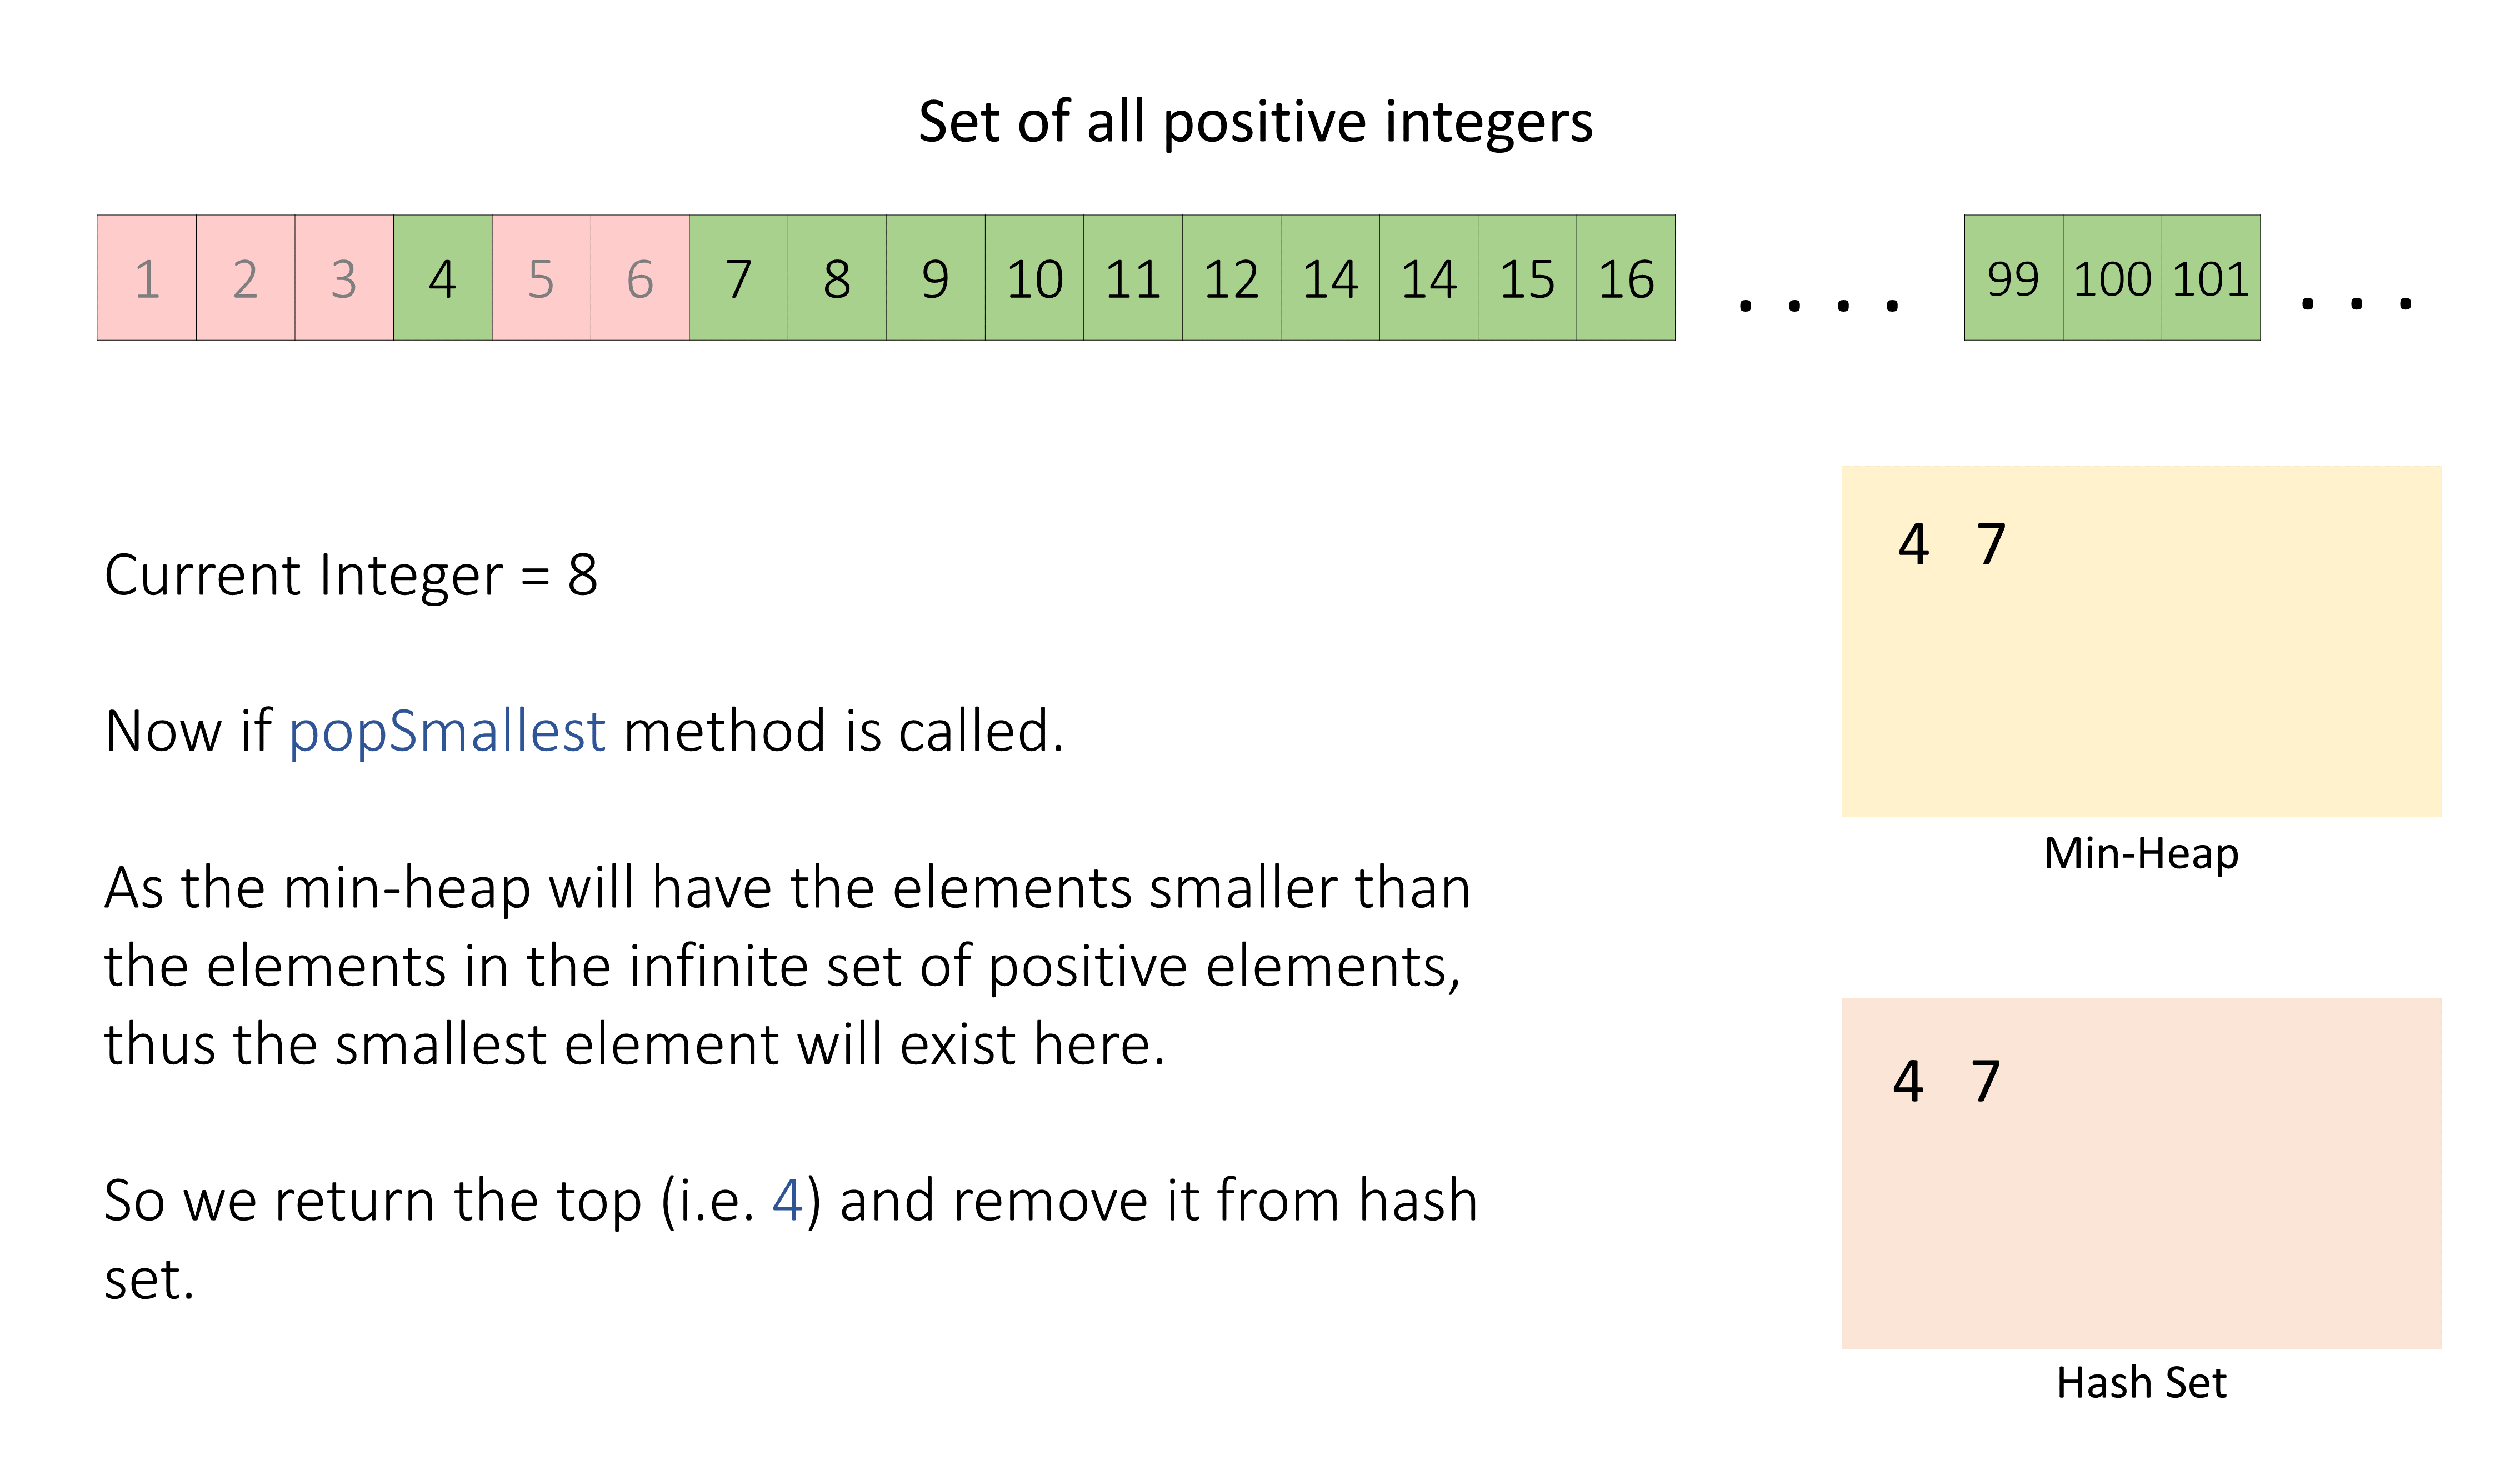 Set of all positive integers
1 2 3 4 5 6 7 8 9 10 11 12 14 14 15 16 . . . . 99 100 101 . . .
Current Integer = 8
Now if popSmallest method is called.
As the min-heap will have the elements smaller than
the elements in the infinite set of positive elements,
thus the smallest element will exist here.
So we return the top (i.e. 4) and remove it from hash
set.
4 7
Min-Heap
4 7
Hash Set